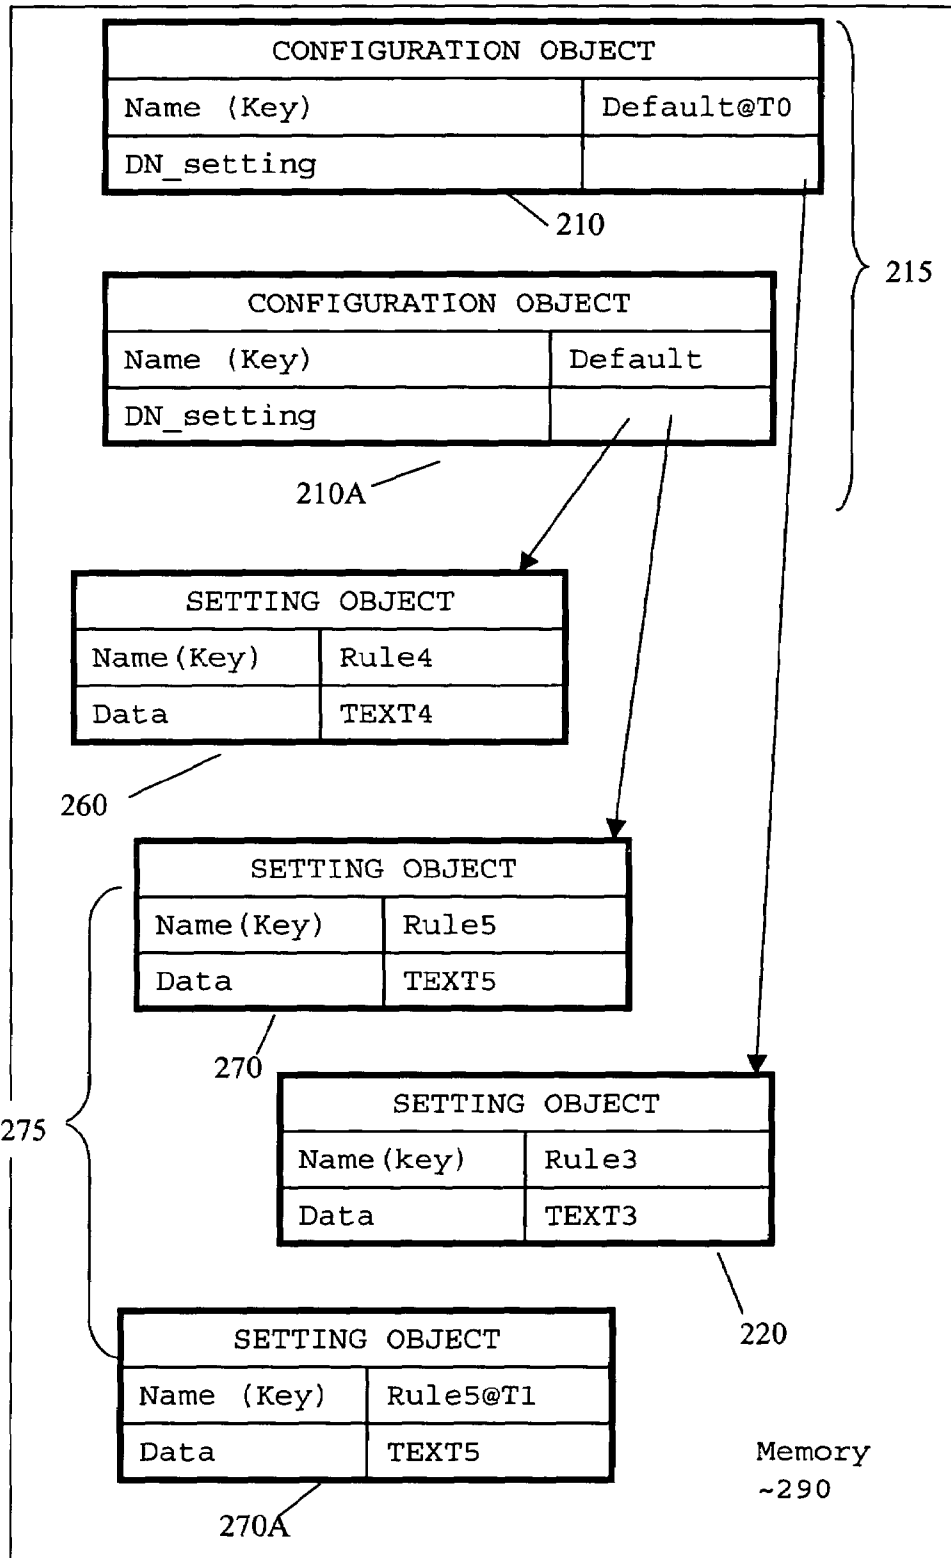 CONFIGURATION OBJECT
Name (Key) Default@T0
DN_setting
210
215
CONFIGURATION OBJECT
Name (Key) Default
DN_setting
210A
SETTING OBJECT
Name(Key) Rule4
Data TEXT4
260
SETTING OBJECT
Name(Key) Rule5
Data TEXT5
270
275
SETTING OBJECT
Name(key) Rule3
Data TEXT3
220
SETTING OBJECT
Name (Key) Rule5@T1
Data TEXT5
270A
Memory
~290